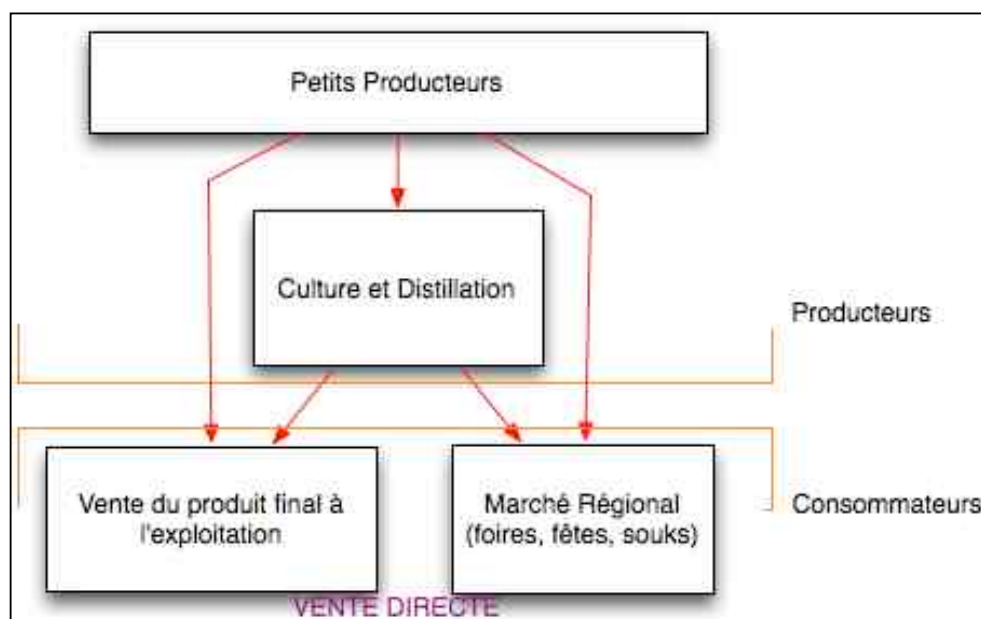 Petits Producteurs
Culture et Distillation
Producteurs
Vente du produit final à
l'exploitation
Marché Régional
(foires, fêtes, souks)
Consommateurs
VENTE DIRECTE